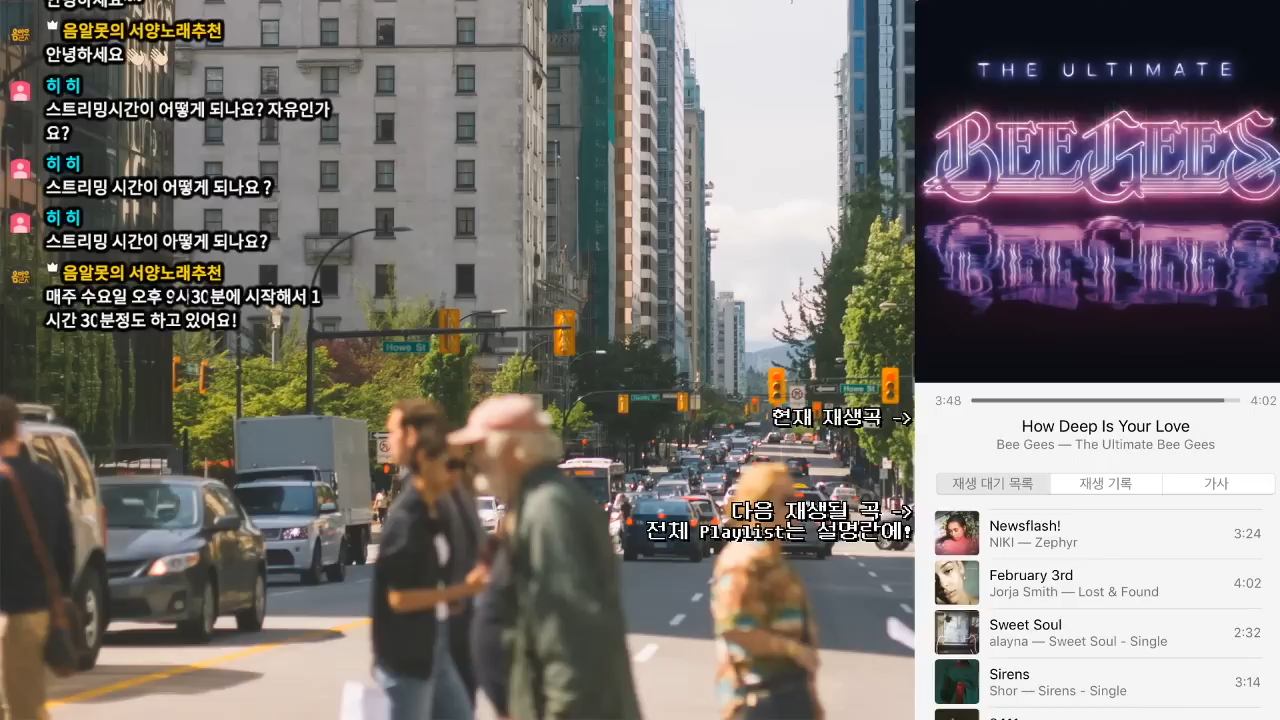 안녕하세요^^
음알못의 서양노래추천
안녕하세요👋🏻👋🏻
히 히
스트리밍시간이 어떻게 되나요? 자유인가
요?
히 히
스트리밍 시간이 어떻게 되나요 ?
히 히
스트리밍 시간이 아떻게 되나요?
음알못의 서양노래추천
매주 수요일 오후 9시30분에 시작해서 1
시간 30분정도 하고 있어요!
Howe St
Howe St
현재 재생곡 ->
다음 재생될 곡 ->
전체 Playlist는 설명란에!
THE ULTIMATE
BEE GEES
3:48
4:02
How Deep Is Your Love
Bee Gees — The Ultimate Bee Gees
재생 대기 목록
재생 기록
가사
Newsflash!
NIKI — Zephyr
3:24
February 3rd
Jorja Smith — Lost & Found
4:02
Sweet Soul
alayna — Sweet Soul - Single
2:32
Sirens
Shor — Sirens - Single
3:14